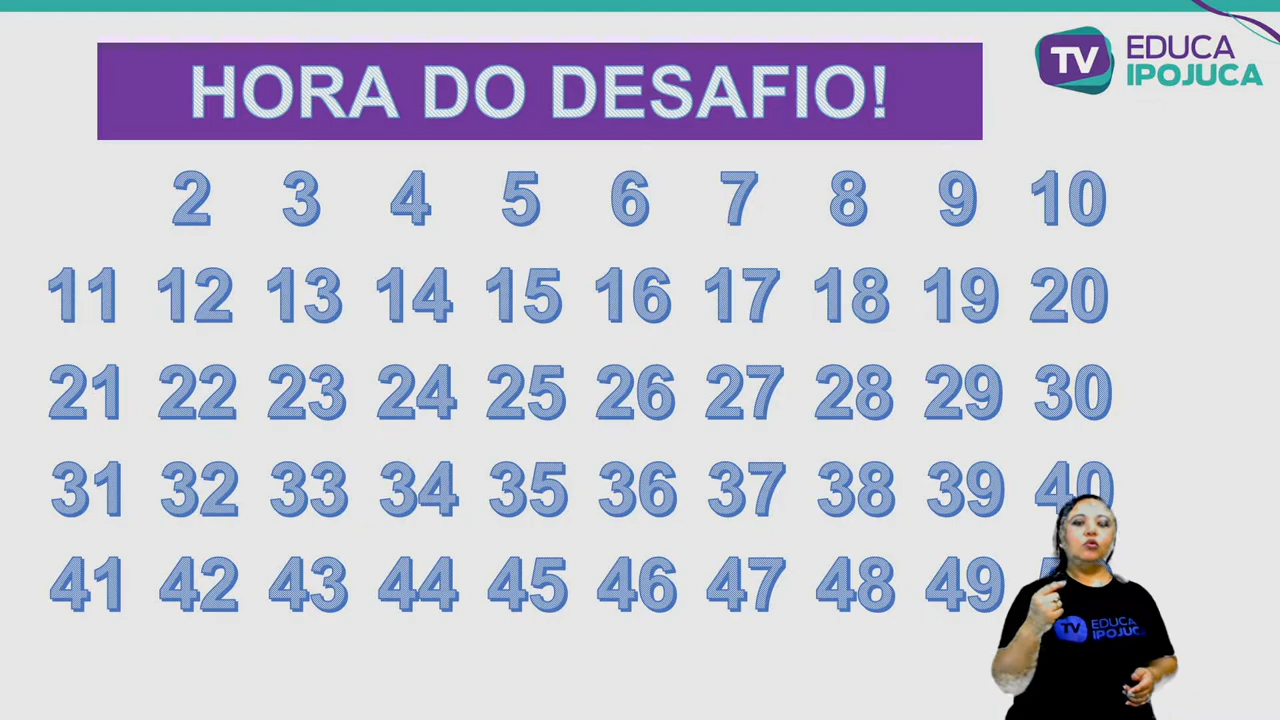 HORA DO DESAFIO!
TV EDUCA
IPOJUCA
2 3 4 5 6 7 8 9 10
11 12 13 14 15 16 17 18 19 20
21 22 23 24 25 26 27 28 29 30
31 32 33 34 35 36 37 38 39 40
41 42 43 44 45 46 47 48 49
TV EDUCA
IPOJUCA